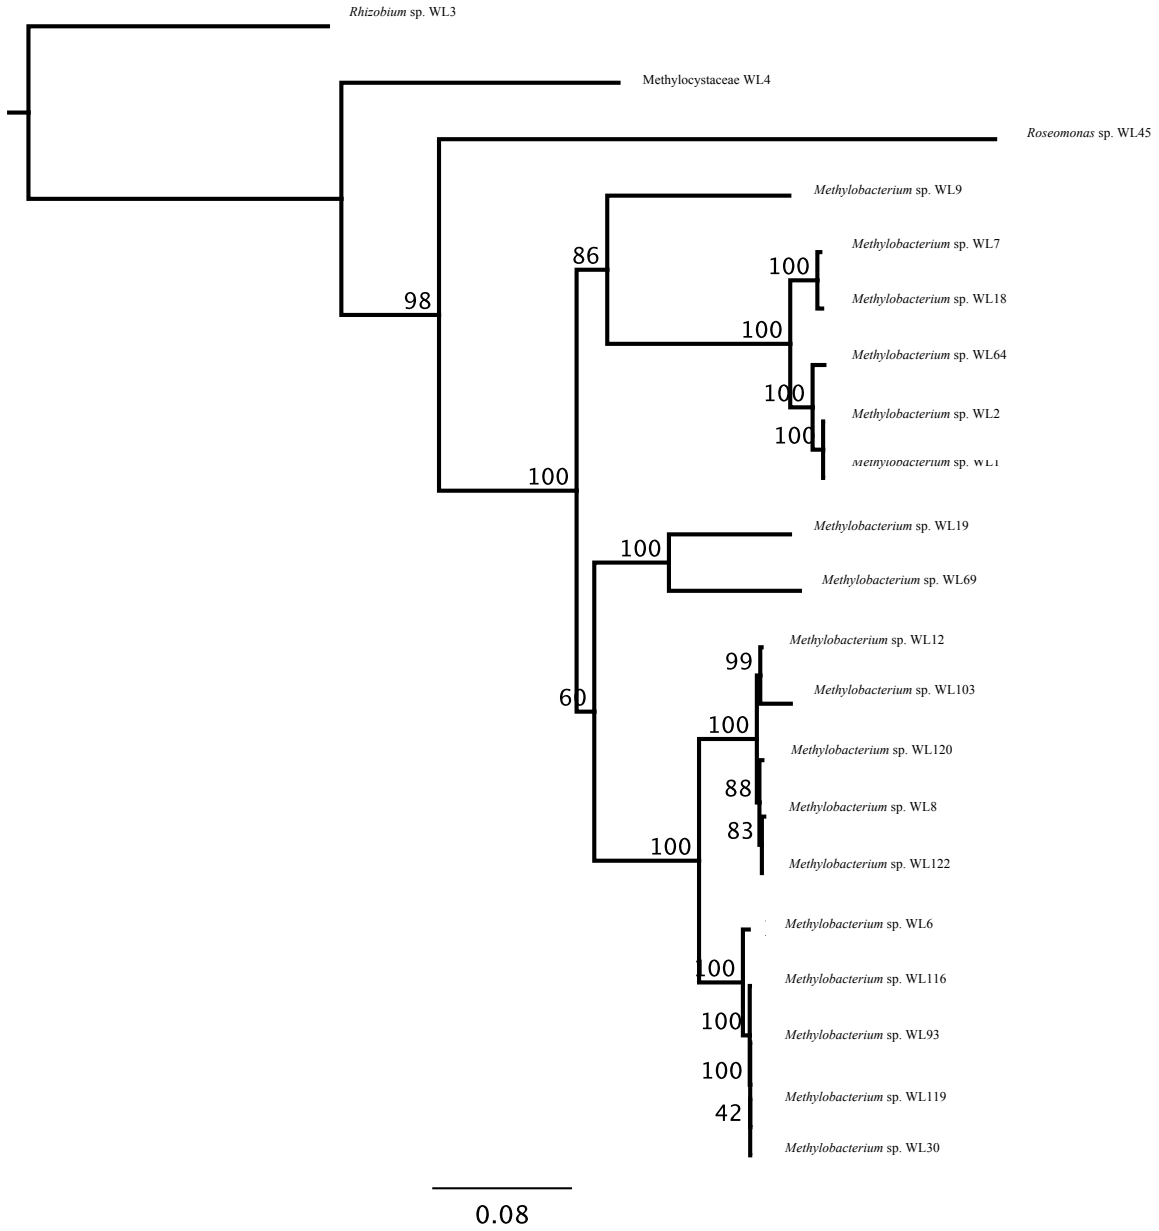 Rhizobium sp. WL3
Methylocystaceae WL4
Roseomonas sp. WL45
Methylobacterium sp. WL9
86
Methylobacterium sp. WL7
100
98
Methylobacterium sp. WL18
100
Methylobacterium sp. WL64
100
Methylobacterium sp. WL2
100
Methylobacterium sp. WL1
100
Methylobacterium sp. WL19
100
Methylobacterium sp. WL69
Methylobacterium sp. WL12
99
60
Methylobacterium sp. WL103
100
Methylobacterium sp. WL120
88
Methylobacterium sp. WL8
83
100
Methylobacterium sp. WL122
Methylobacterium sp. WL6
100
Methylobacterium sp. WL116
100
Methylobacterium sp. WL93
100
Methylobacterium sp. WL119
42
Methylobacterium sp. WL30
0.08